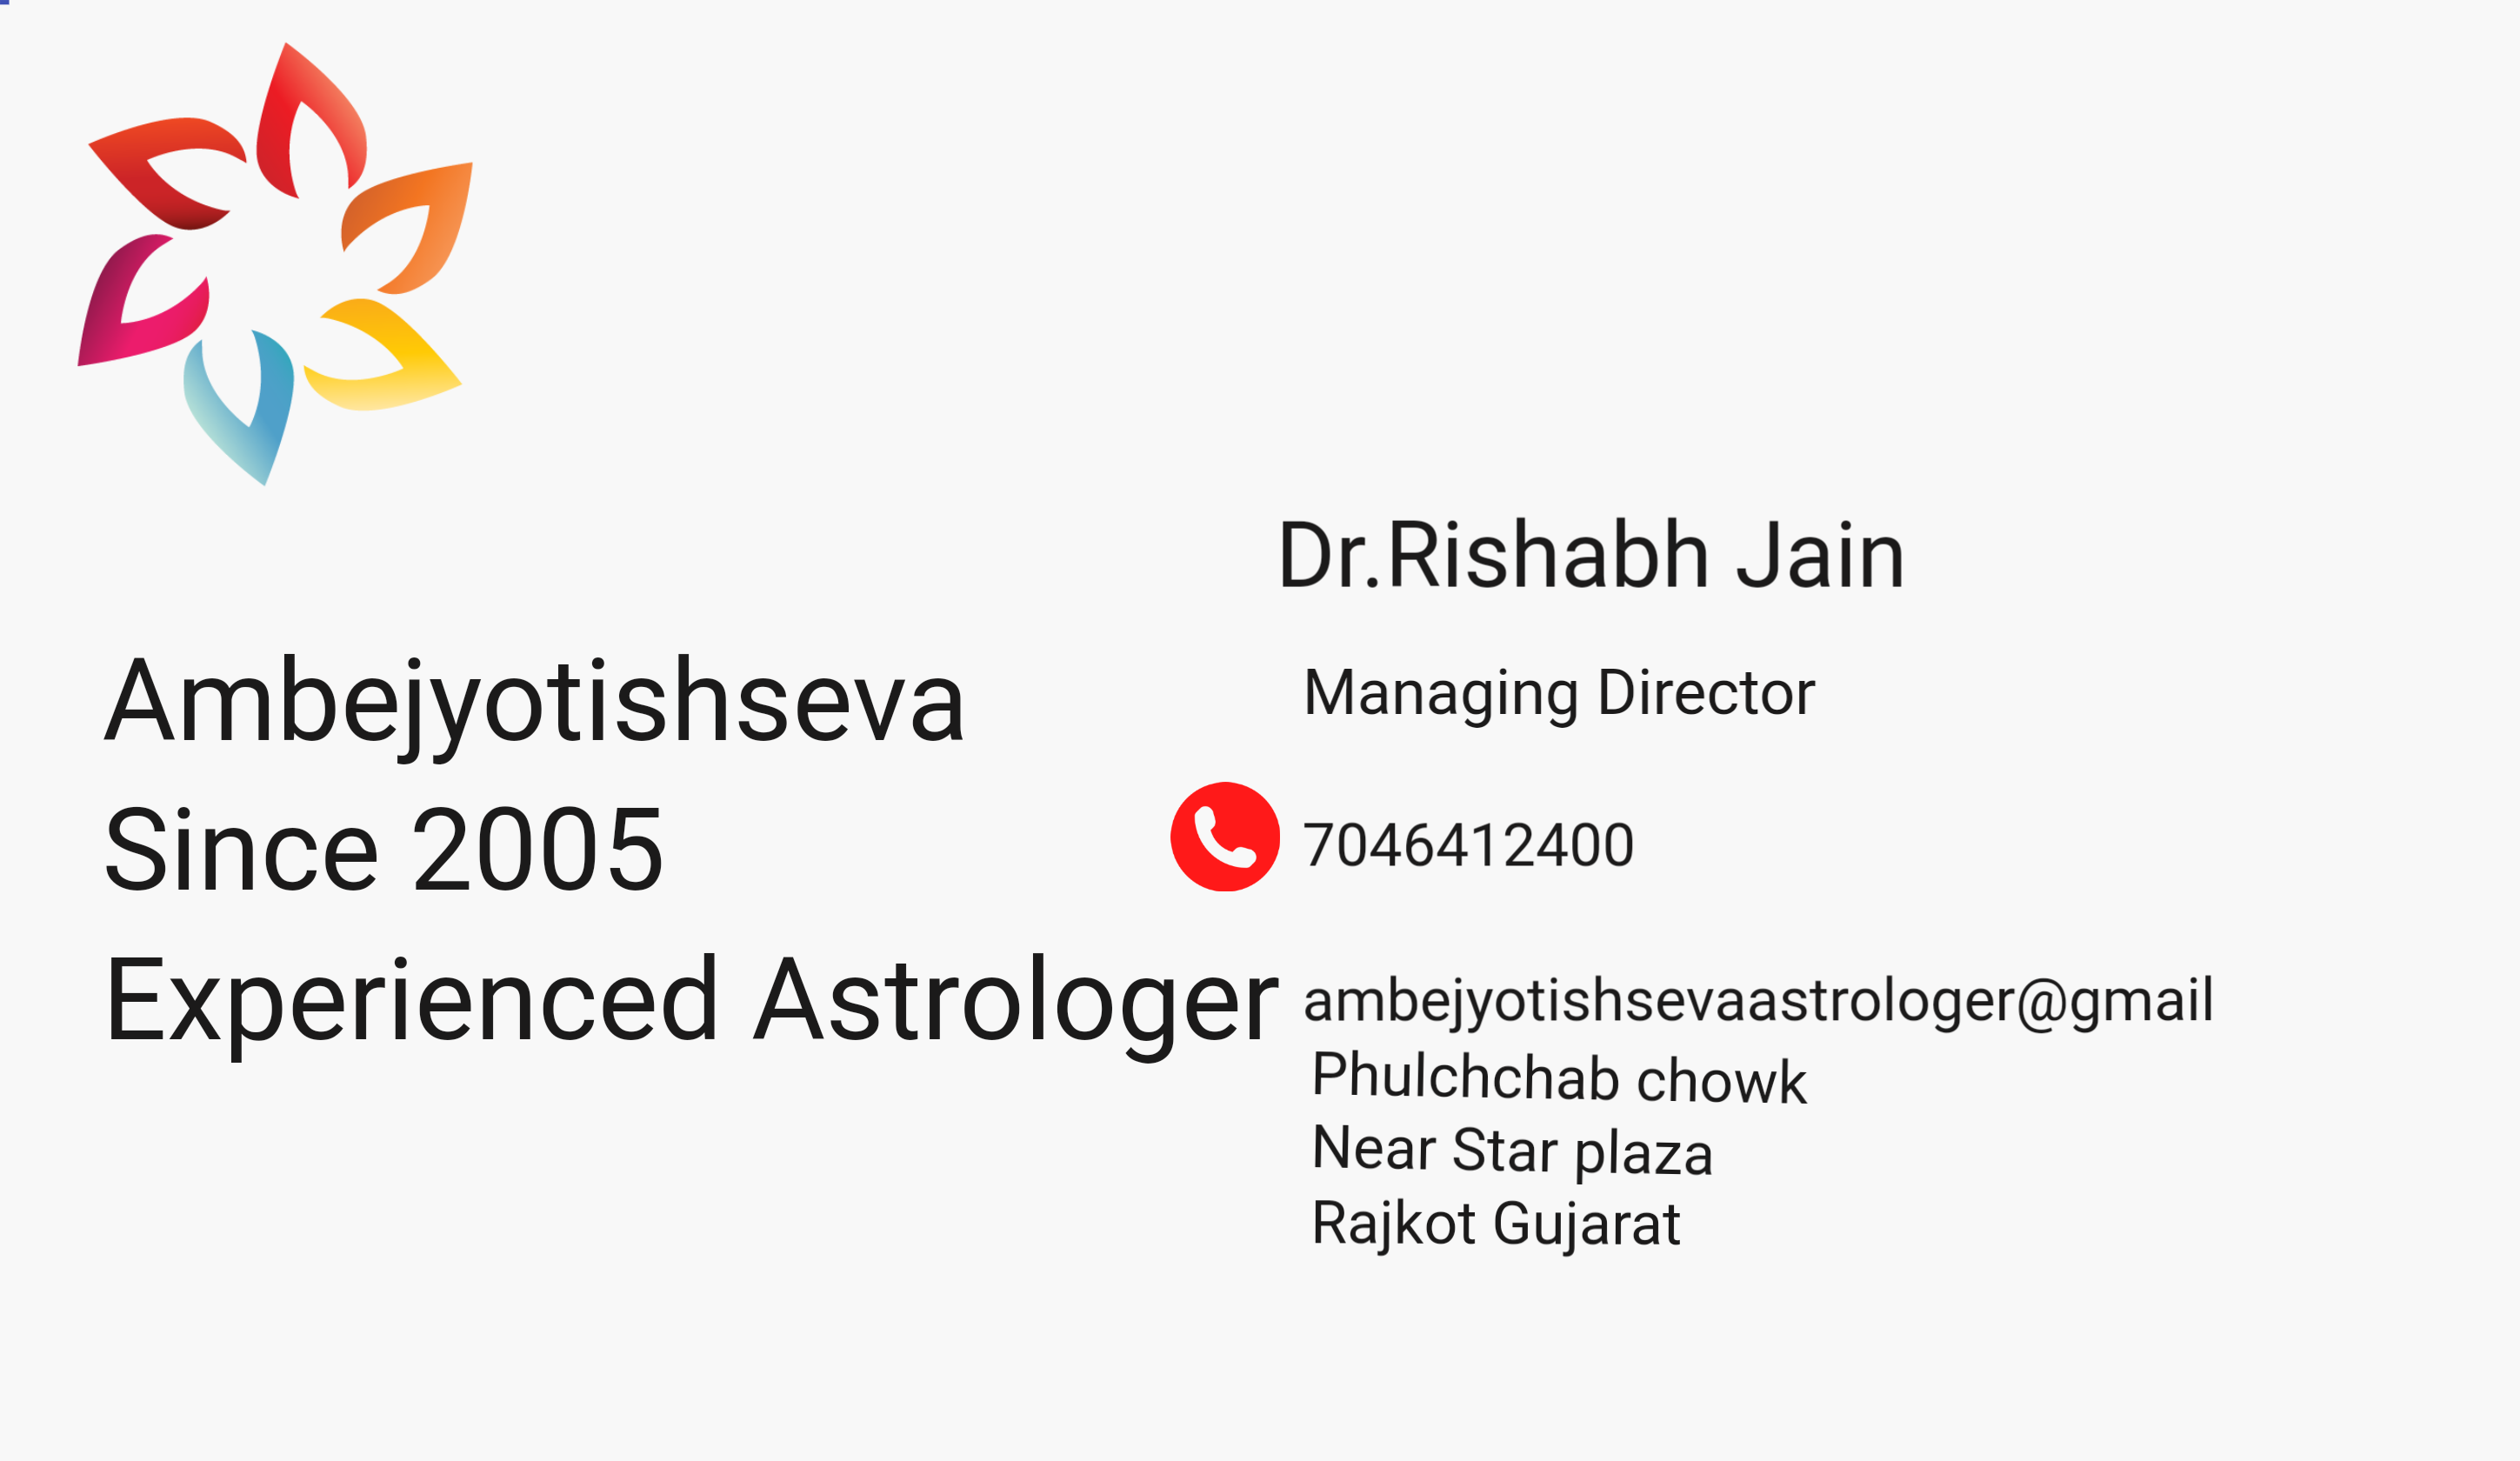 Ambejyotishseva
Since 2005
Experienced Astrologer
Dr.Rishabh Jain
Managing Director
7046412400
ambejyotishsevaastrologer@gmail
Phulchchab chowk
Near Star plaza
Rajkot Gujarat